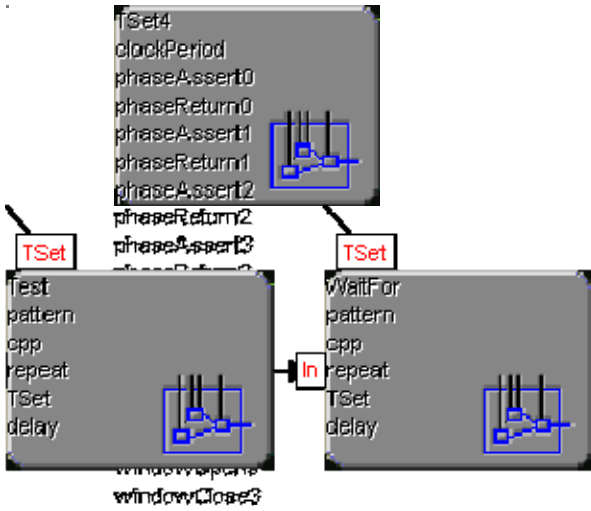 TSet4
clockPeriod
phaseAssert0
phaseReturn0
phaseAssert1
phaseReturn1
phaseAssert2
phaseReturn2
phaseAssert3
TSet
TSet
Test
pattern
cpp
repeat
TSet
delay
In
WaitFor
pattern
cpp
repeat
TSet
delay
windowClose3